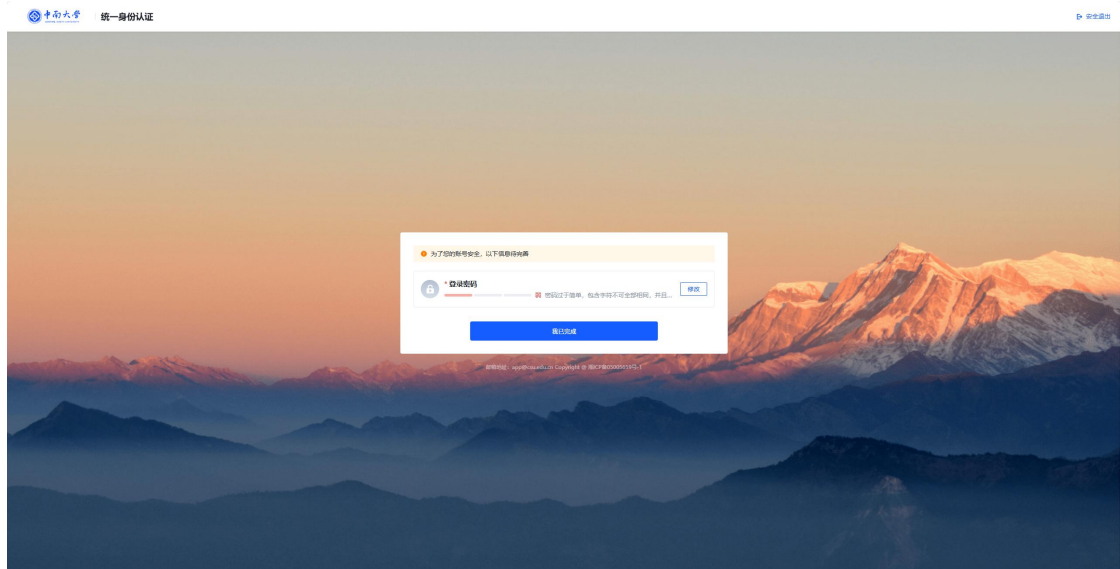 中南大学
统一身份认证
安全退出
为了您的账号安全，以下信息待完善
* 登录密码
弱 密码过于简单，包含字符不可全部相同，并且...
修改
我已完成